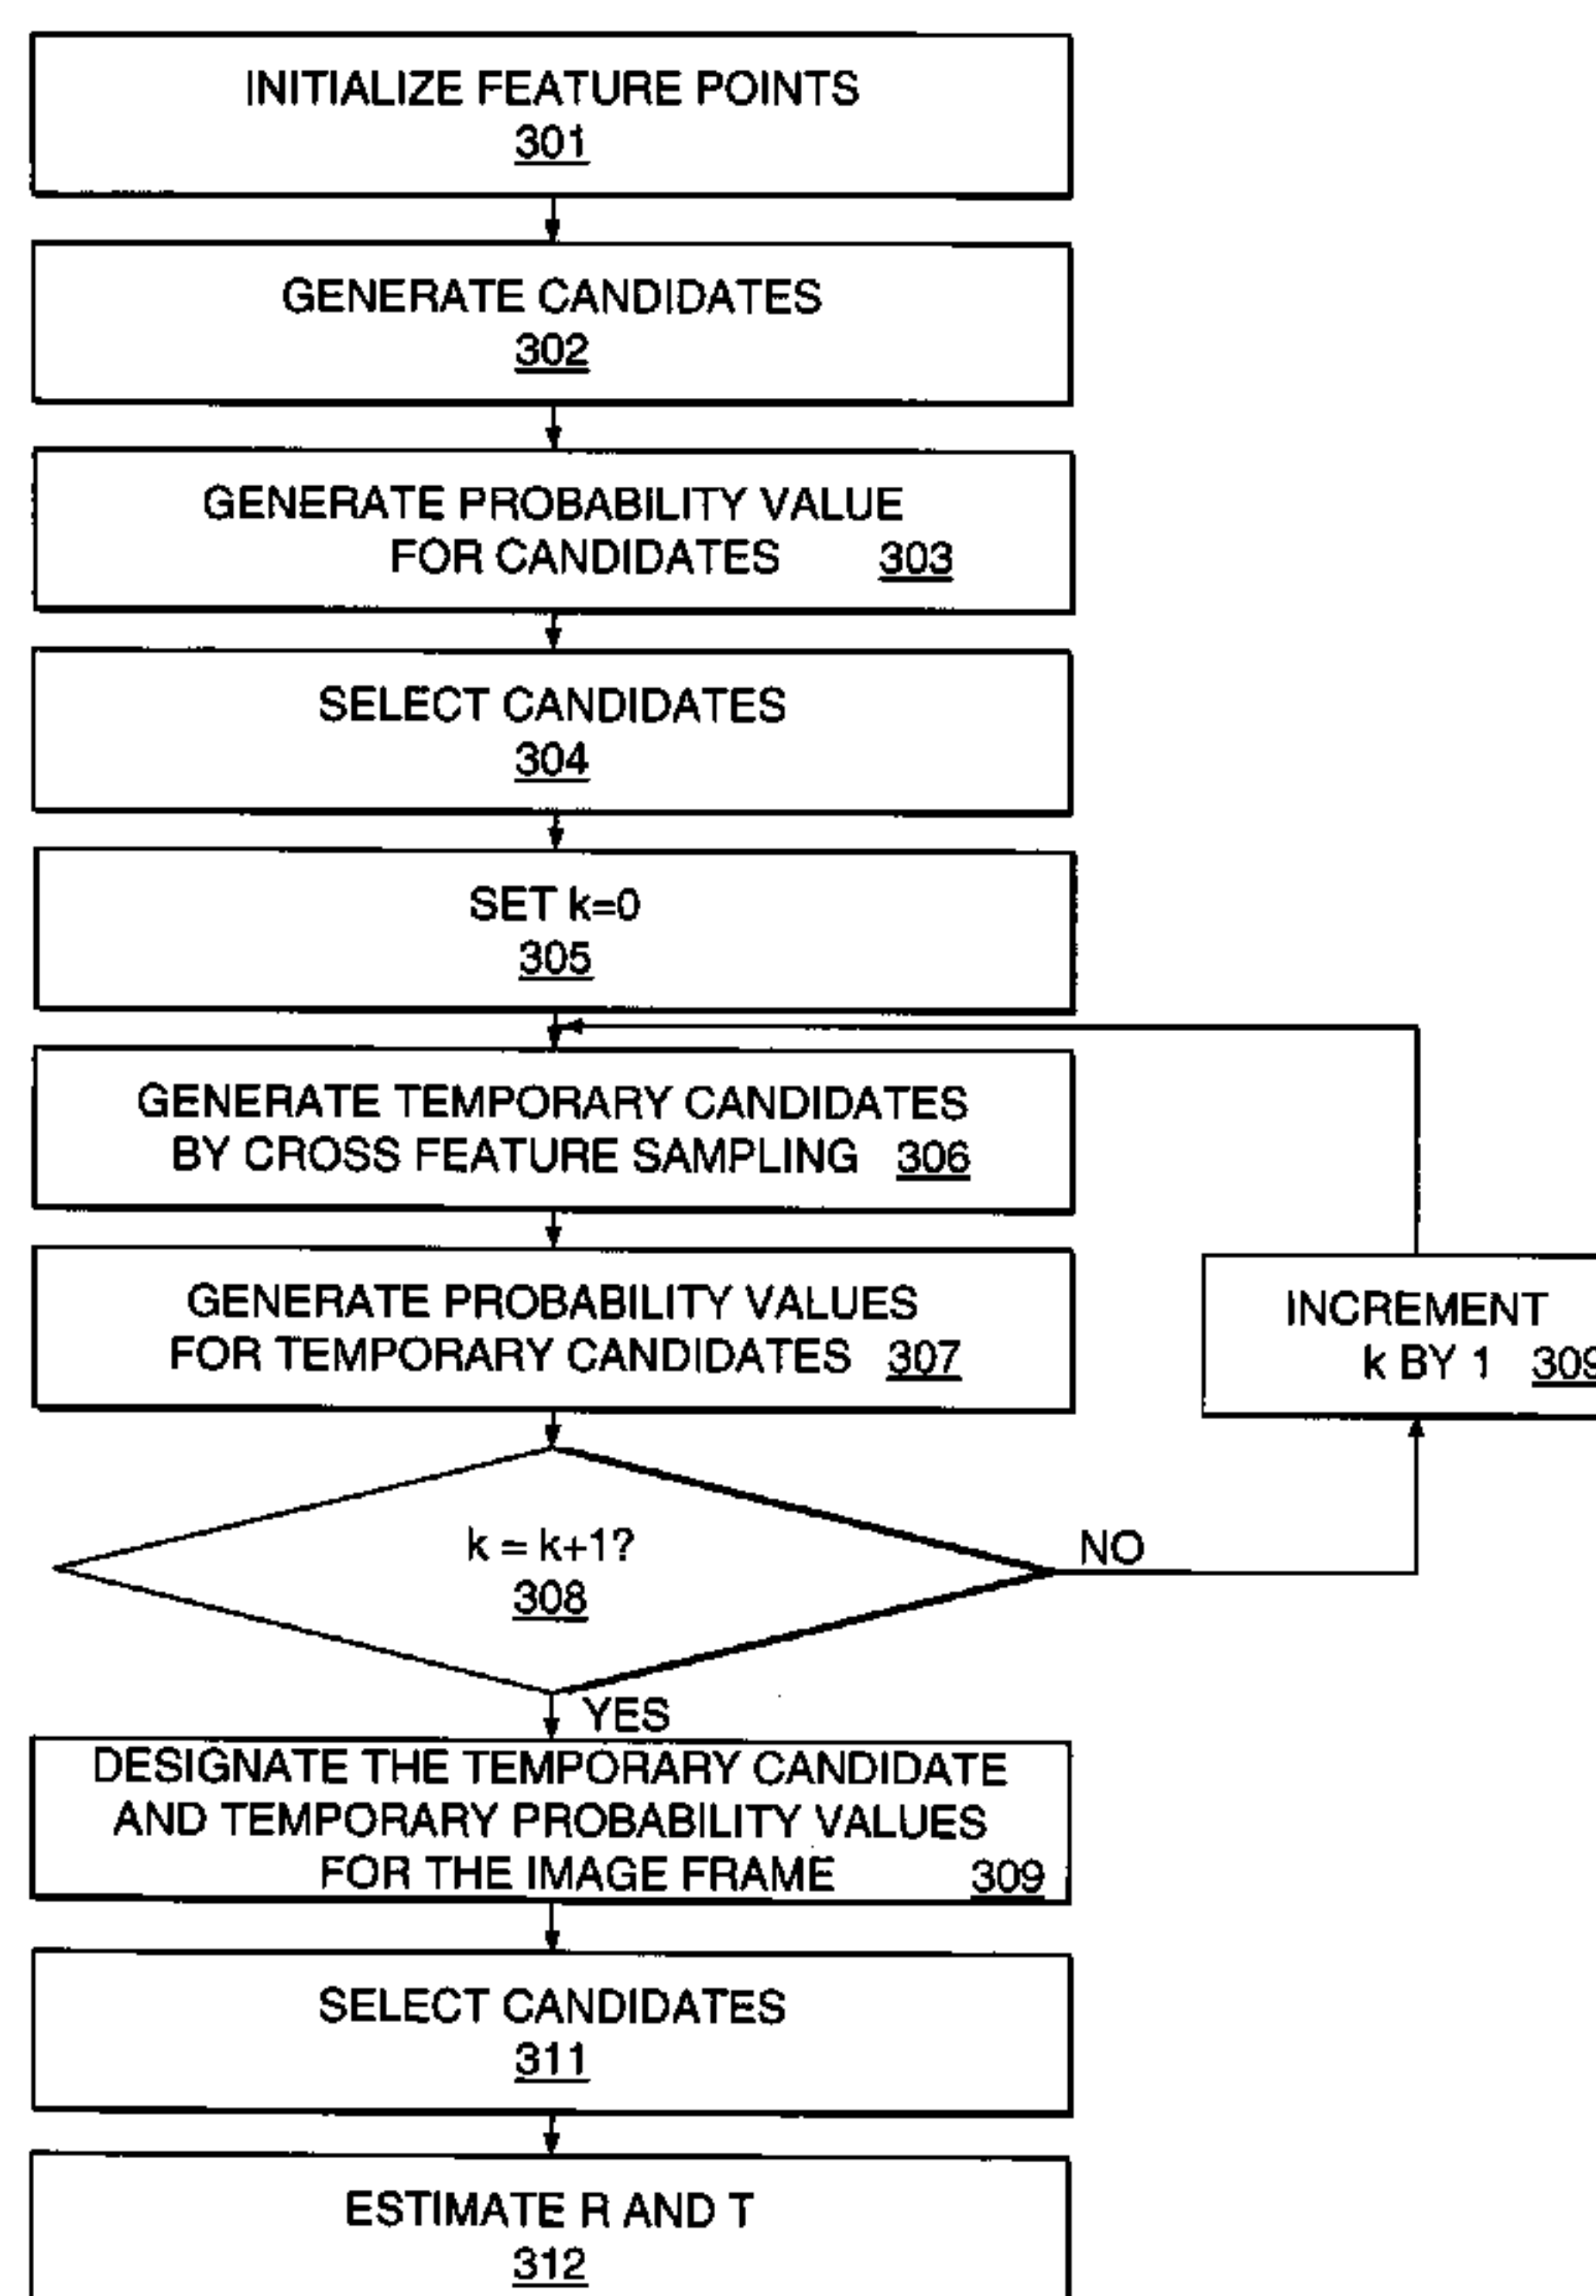 INITIALIZE FEATURE POINTS
301
GENERATE CANDIDATES
302
GENERATE PROBABILITY VALUE
FOR CANDIDATES 303
SELECT CANDIDATES
304
SET k=0
305
GENERATE TEMPORARY CANDIDATES
BY CROSS FEATURE SAMPLING 306
GENERATE PROBABILITY VALUES
FOR TEMPORARY CANDIDATES 307
INCREMENT
k BY 1 309
k = k+1?
308
NO
YES
DESIGNATE THE TEMPORARY CANDIDATE
AND TEMPORARY PROBABILITY VALUES
FOR THE IMAGE FRAME 309
SELECT CANDIDATES
311
ESTIMATE R AND T
312